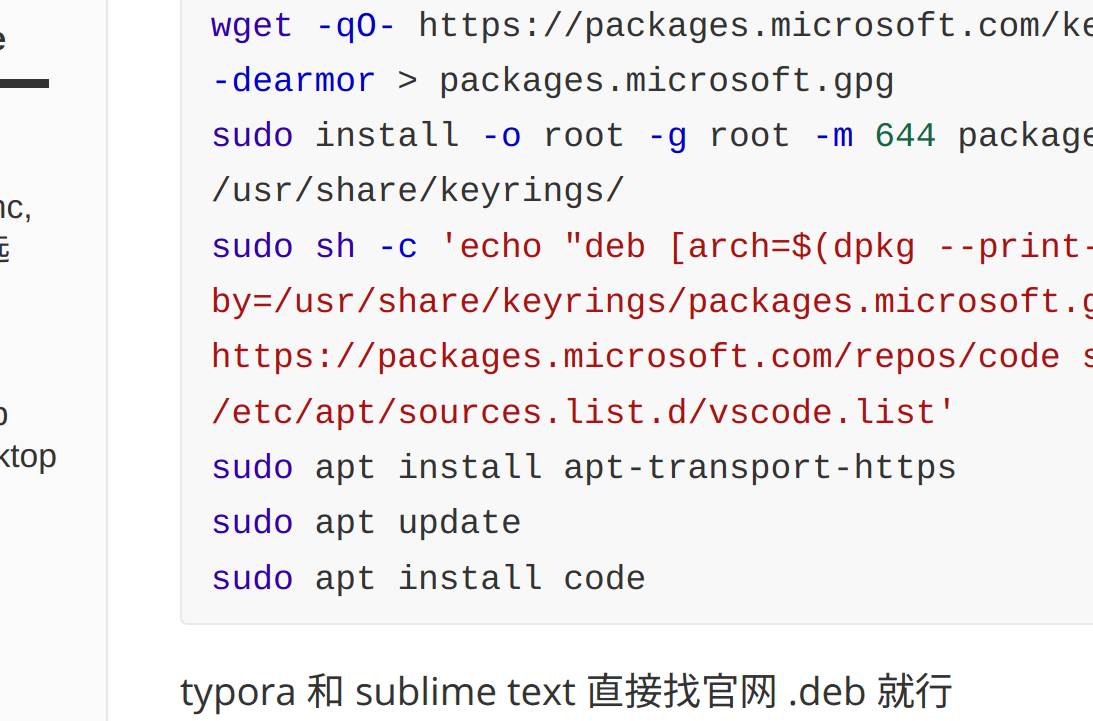 wget -qO- https://packages.microsoft.com/ke
-dearmor > packages.microsoft.gpg
sudo install -o root -g root -m 644 package
/usr/share/keyrings/
sudo sh -c 'echo "deb [arch=$(dpkg --print-
by=/usr/share/keyrings/packages.microsoft.g
https://packages.microsoft.com/repos/code s
/etc/apt/sources.list.d/vscode.list'
sudo apt install apt-transport-https
sudo apt update
sudo apt install code
typora 和 sublime text 直接找官网 .deb 就行
nc,
ktop